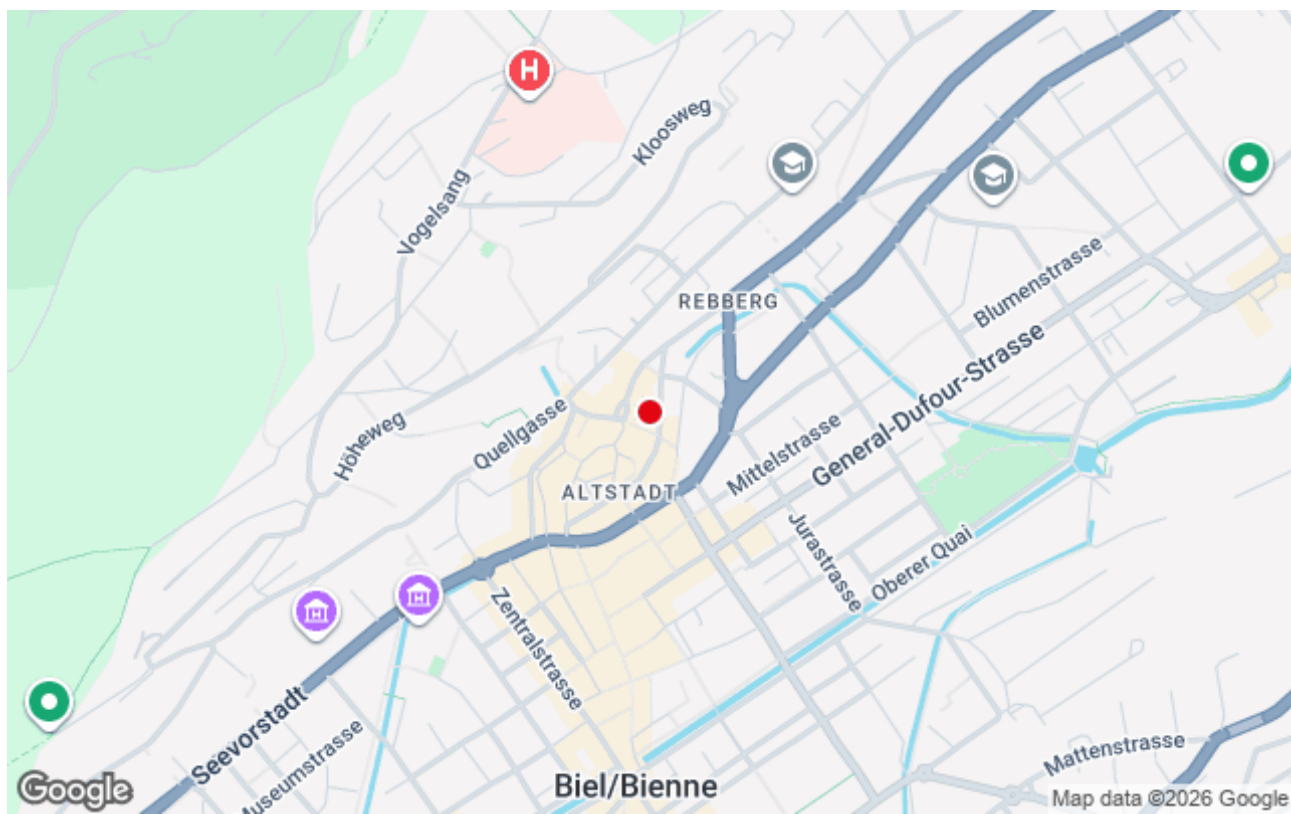 H
Kloosweg
Vogelsang
REBBERG
Blumenstrasse
General-Dufour-Strasse
Höheweg
Quellgasse
Mittelstrasse
ALTSTADT
Jurastrasse
Oberer Quai
Zentralstrasse
Seevorstadt
Museumstrasse
Mattenstrasse
Biel/Bienne
Google
Map data ©2026 Google